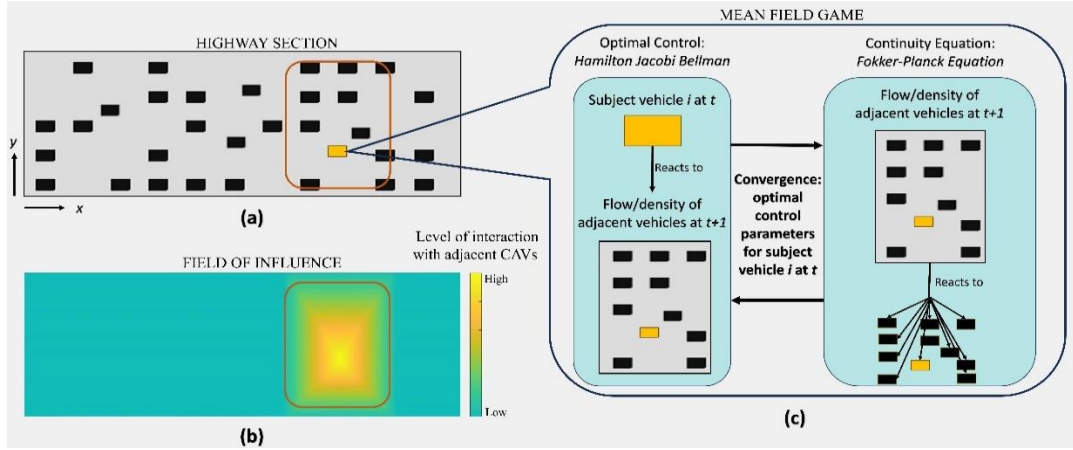 HIGHWAY SECTION
y
x
(a)
FIELD OF INFLUENCE
Level of interaction
with adjacent CAVs
High
Low
(b)
MEAN FIELD GAME
Optimal Control:
Hamilton Jacobi Bellman
Subject vehicle i at t
Reacts to
Flow/density of
adjacent vehicles at t+1
Convergence:
optimal
control
parameters
for subject
vehicle i at t
Continuity Equation:
Fokker-Planck Equation
Flow/density of
adjacent vehicles at t+1
Reacts to
(c)